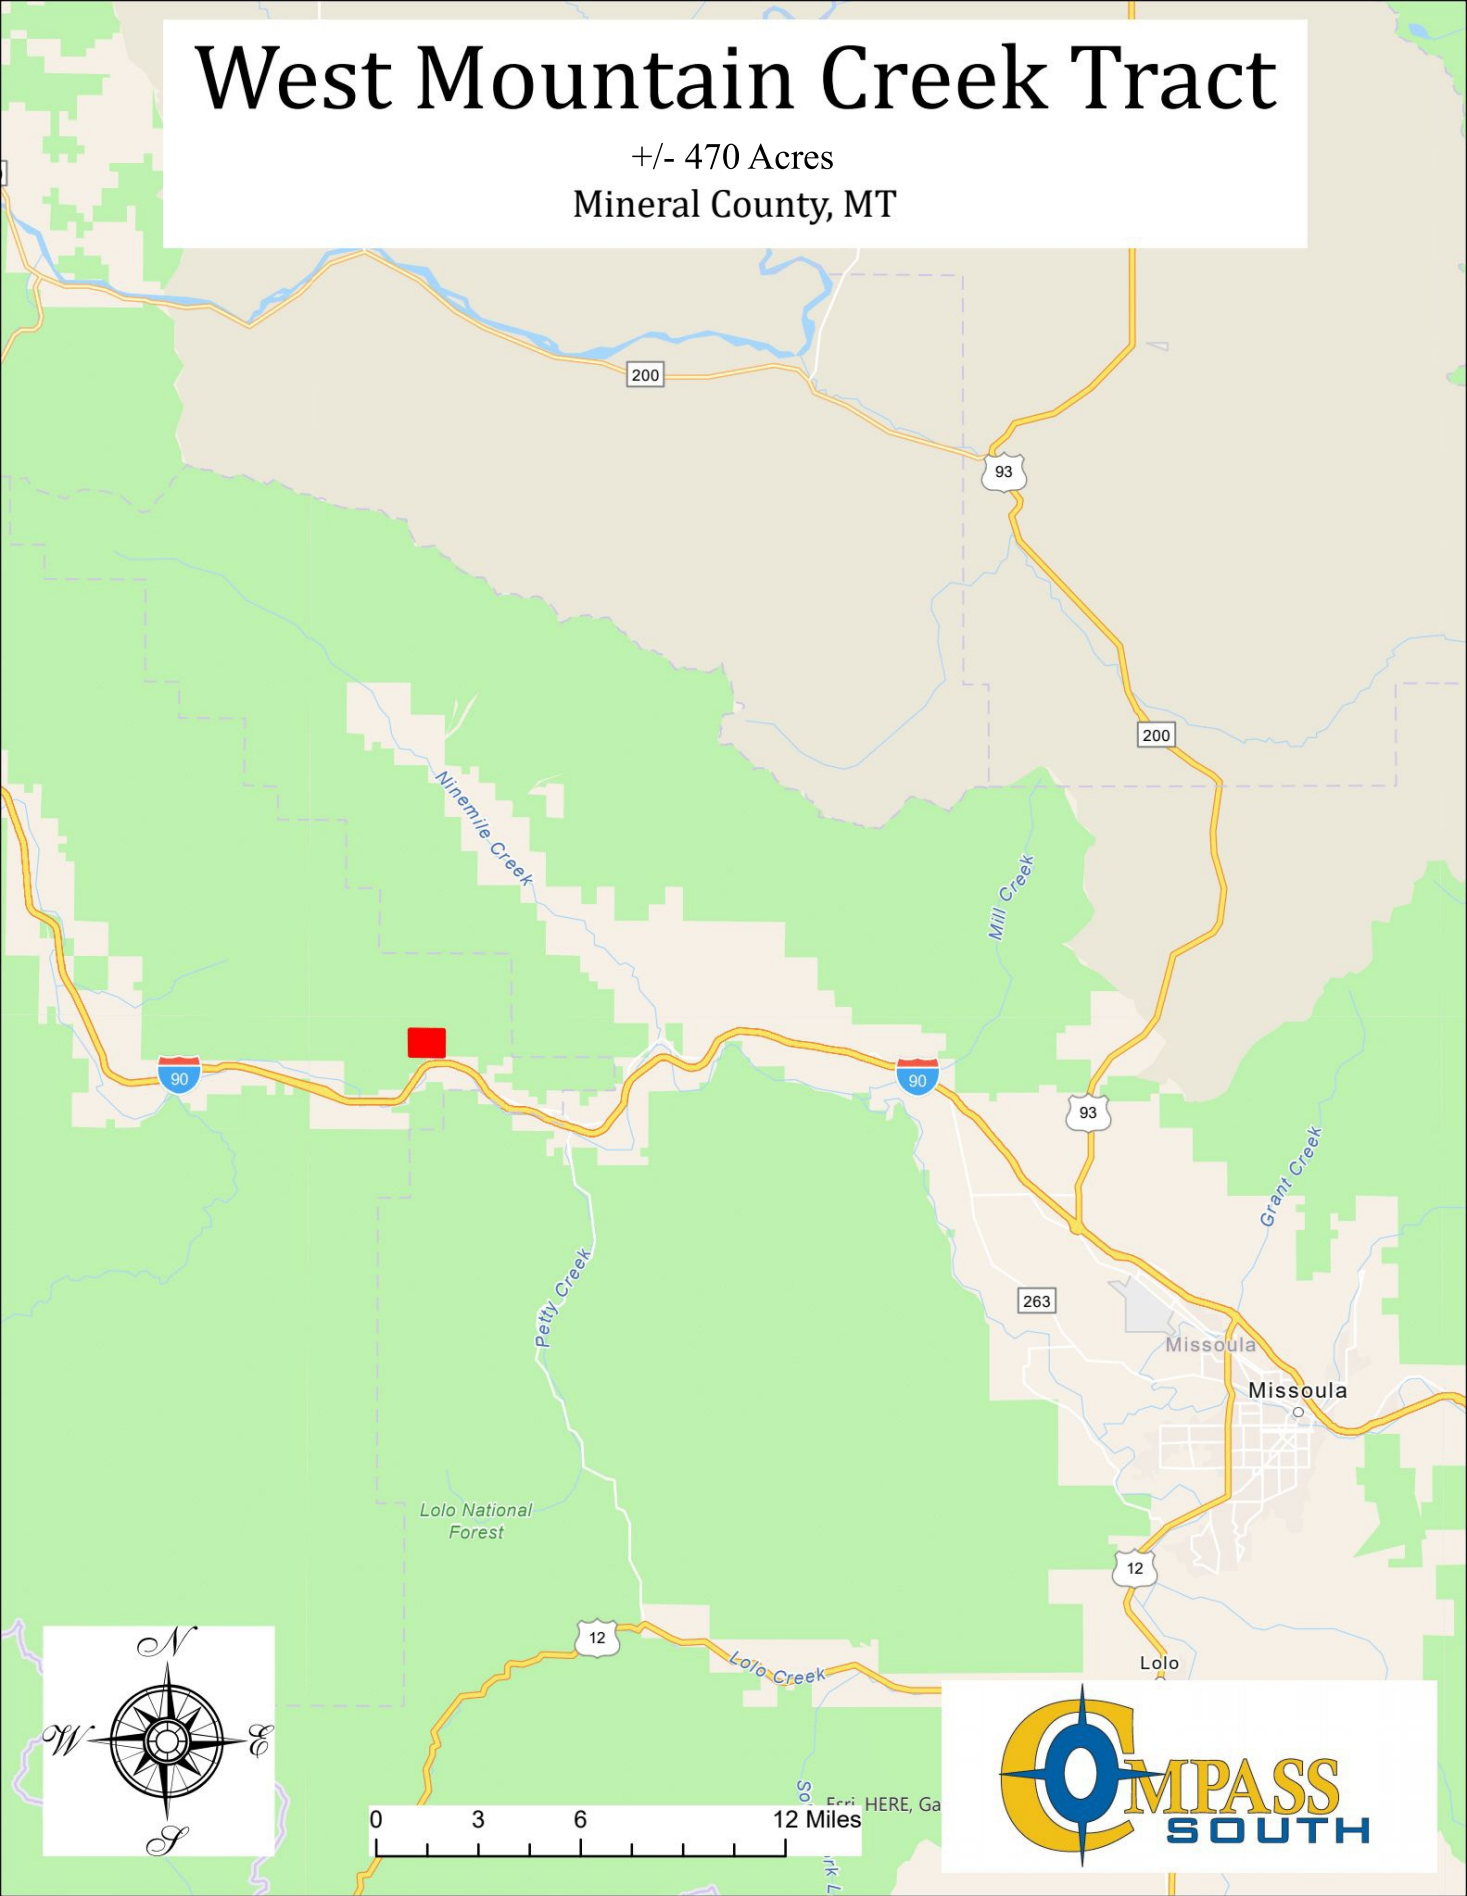 West Mountain Creek Tract
+/- 470 Acres
Mineral County, MT
200
93
200
Ninemile Creek
Mill Creek
90
90
93
Grant Creek
Petty Creek
263
Missoula
Missoula
Lolo National
Forest
12
12
Lolo Creek
Lolo
N
W
E
S
0 3 6 12 Miles
Esri, HERE, Ga
COMPASS
SOUTH